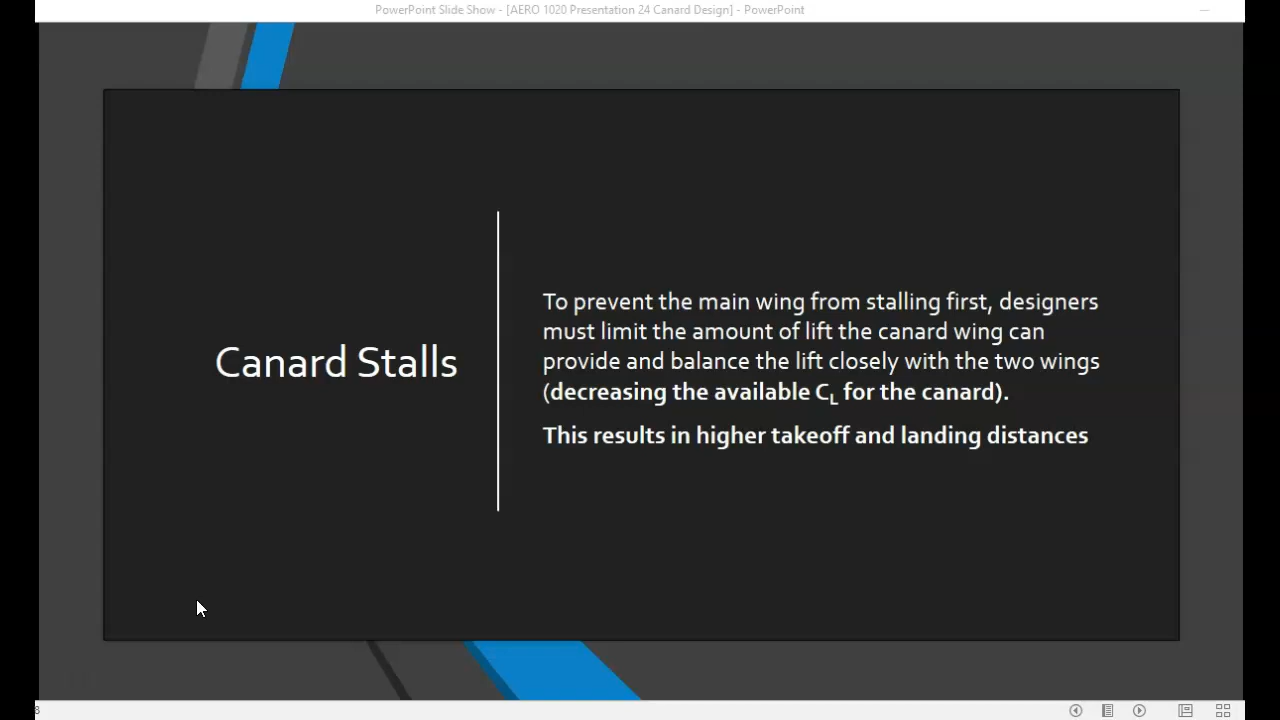 PowerPoint Slide Show - [AERO 1020 Presentation 24 Canard Design] - PowerPoint
Canard Stalls
To prevent the main wing from stalling first, designers
must limit the amount of lift the canard wing can
provide and balance the lift closely with the two wings
(decreasing the available CL for the canard).
This results in higher takeoff and landing distances
8